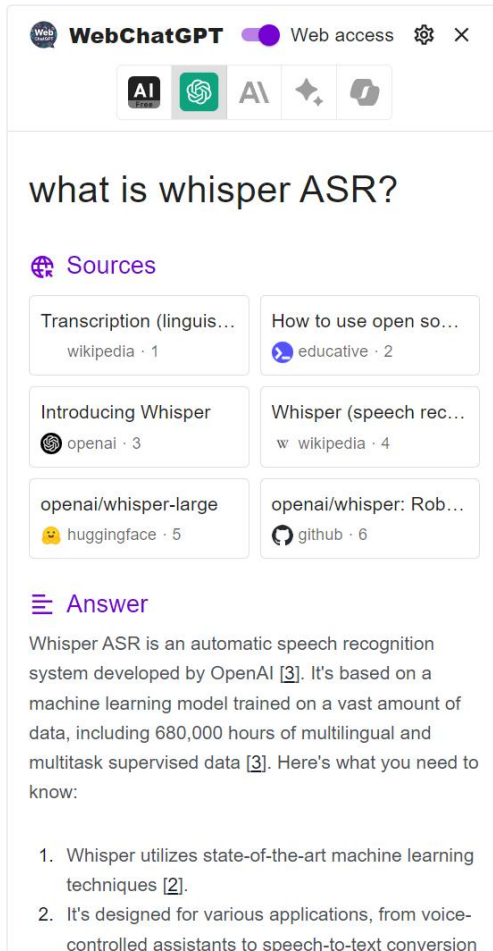 WebChatGPT Web access
AI
Free
what is whisper ASR?
Sources
Transcription (linguis...
wikipedia · 1
How to use open so...
educative · 2
Introducing Whisper
openai · 3
Whisper (speech rec...
W wikipedia · 4
openai/whisper-large
huggingface · 5
openai/whisper: Rob...
github · 6
Answer
Whisper ASR is an automatic speech recognition
system developed by OpenAI [3]. It's based on a
machine learning model trained on a vast amount of
data, including 680,000 hours of multilingual and
multitask supervised data [3]. Here's what you need to
know:
1. Whisper utilizes state-of-the-art machine learning
techniques [2].
2. It's designed for various applications, from voice-
controlled assistants to speech-to-text conversion